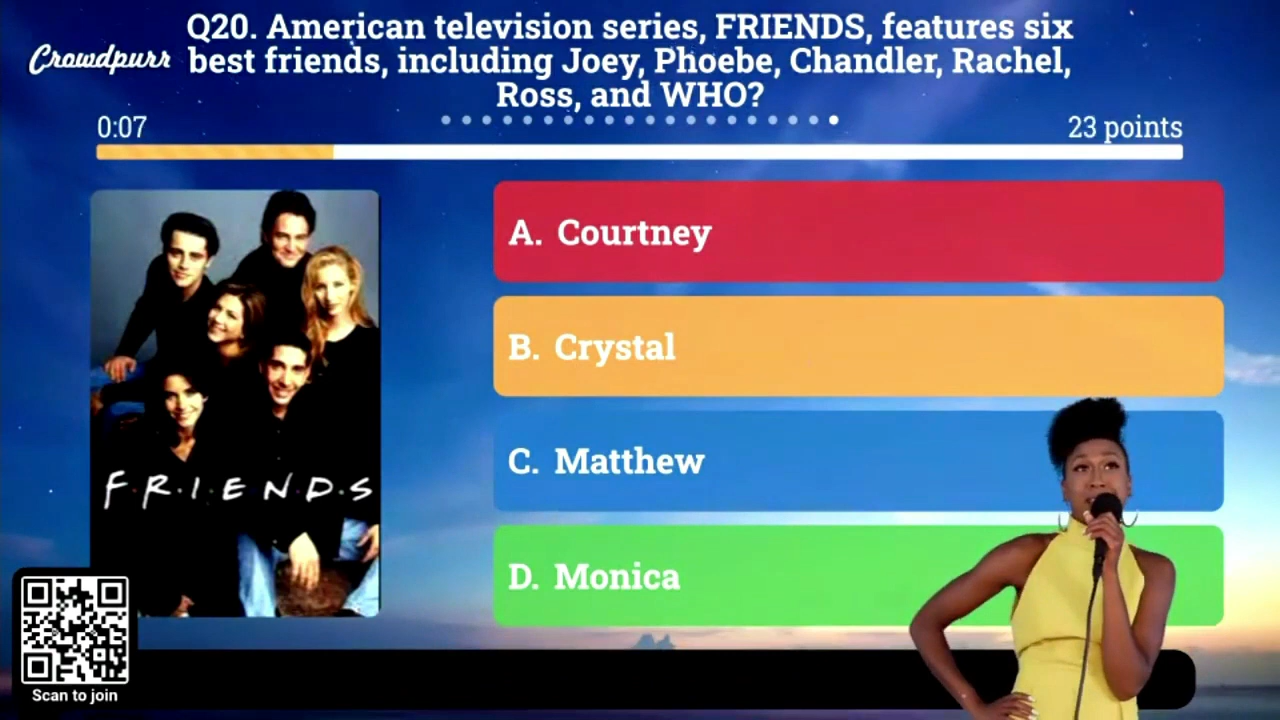 Crowdpurr
Q20. American television series, FRIENDS, features six
best friends, including Joey, Phoebe, Chandler, Rachel,
Ross, and WHO?
0:07
23 points
A. Courtney
B. Crystal
C. Matthew
D. Monica
F·R·I·E·N·D·S
Scan to join